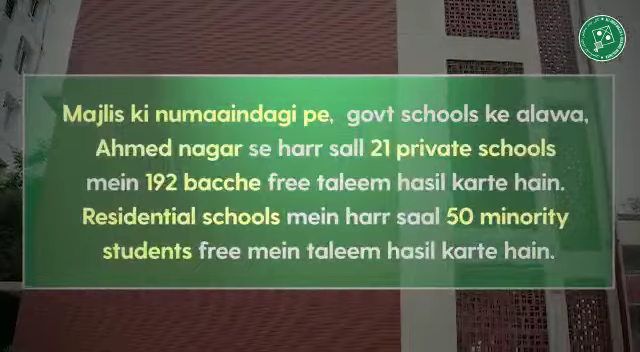 Majlis ki numaaindagi pe, govt schools ke alawa,
Ahmed nagar se harr sall 21 private schools
mein 192 bacche free taleem hasil karte hain.
Residential schools mein harr saal 50 minority
students free mein taleem hasil karte hain.